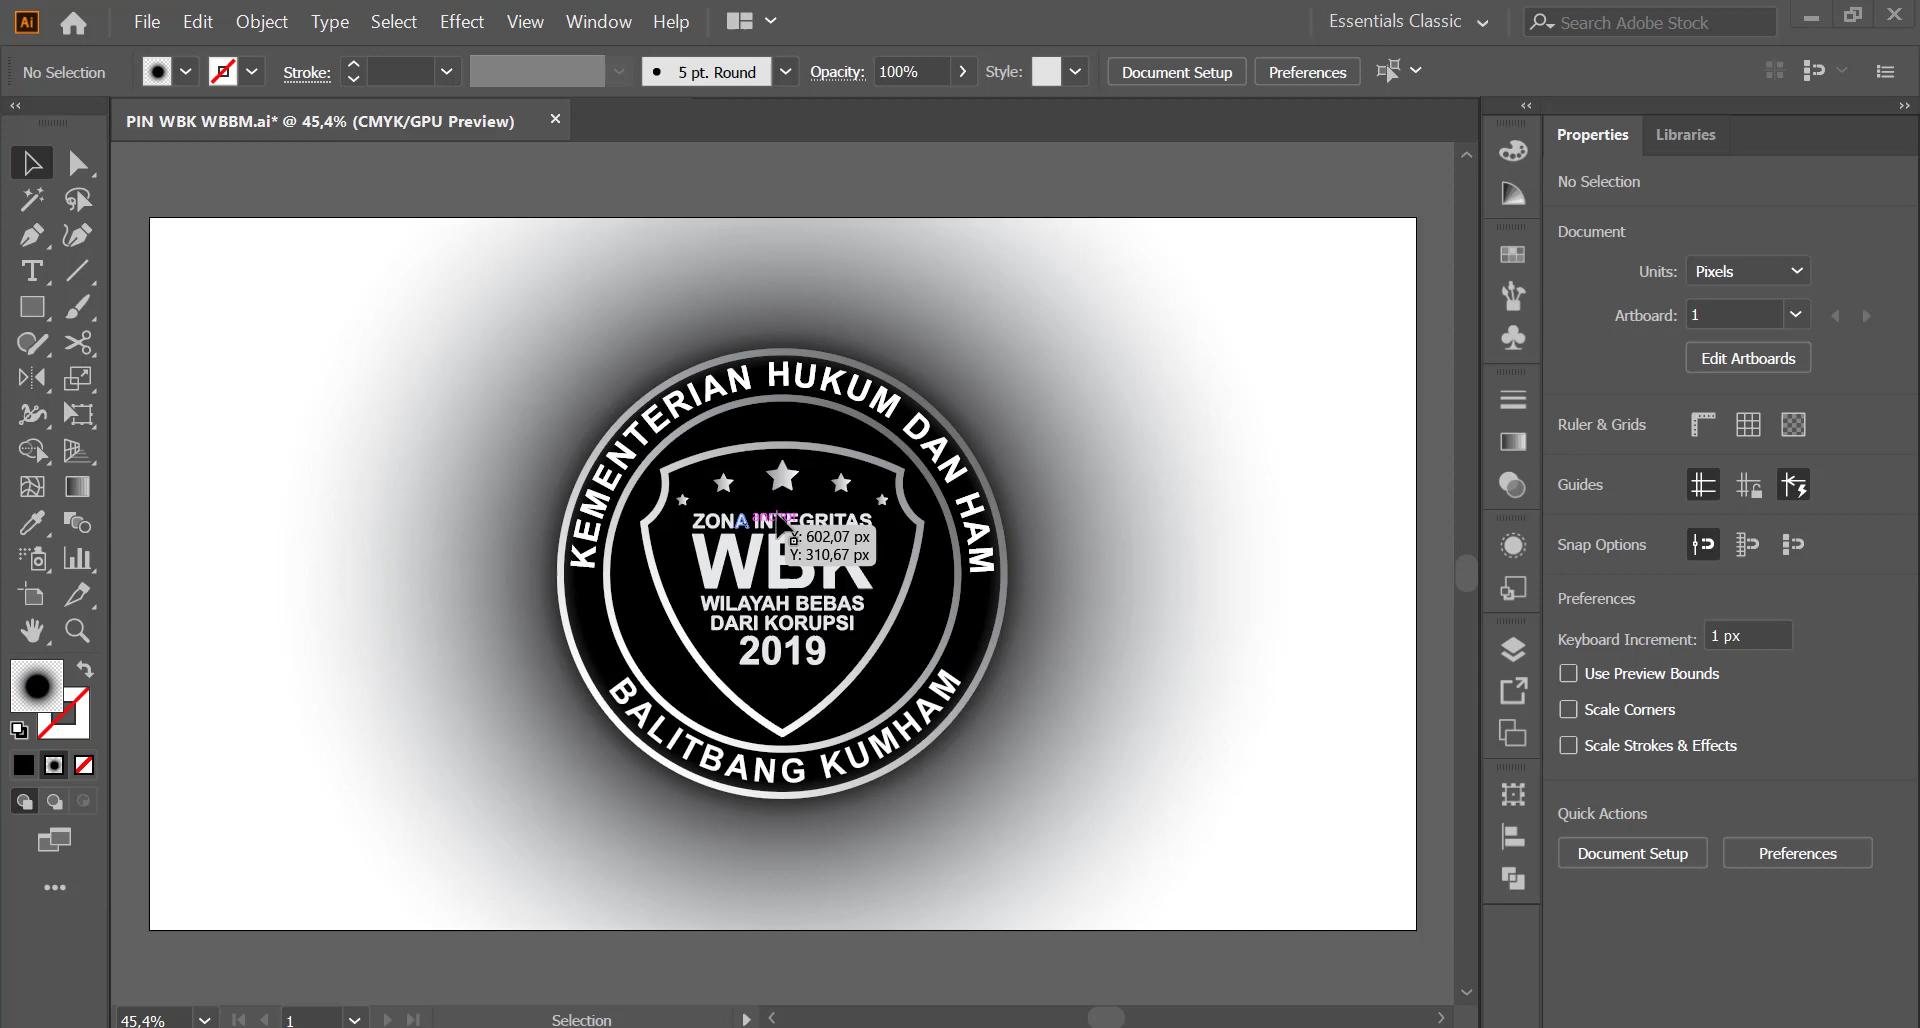 Ai
File Edit Object Type Select Effect View Window Help
Essentials Classic
Search Adobe Stock
No Selection
Stroke:
5 pt. Round
Opacity: 100%
Style:
Document Setup
Preferences
PIN WBK WBBM.ai* @ 45,4% (CMYK/GPU Preview)
KEMENTERIAN HUKUM DAN HAM
ZONA INTEGRITAS
anchor
X: 602,07 px
Y: 310,67 px
WBK
WILAYAH BEBAS
DARI KORUPSI
2019
BALITBANG KUMHAM
45,4%
1
Selection
Properties
Libraries
No Selection
Document
Units: Pixels
Artboard: 1
Edit Artboards
Ruler & Grids
Guides
Snap Options
Preferences
Keyboard Increment: 1 px
Use Preview Bounds
Scale Corners
Scale Strokes & Effects
Quick Actions
Document Setup
Preferences